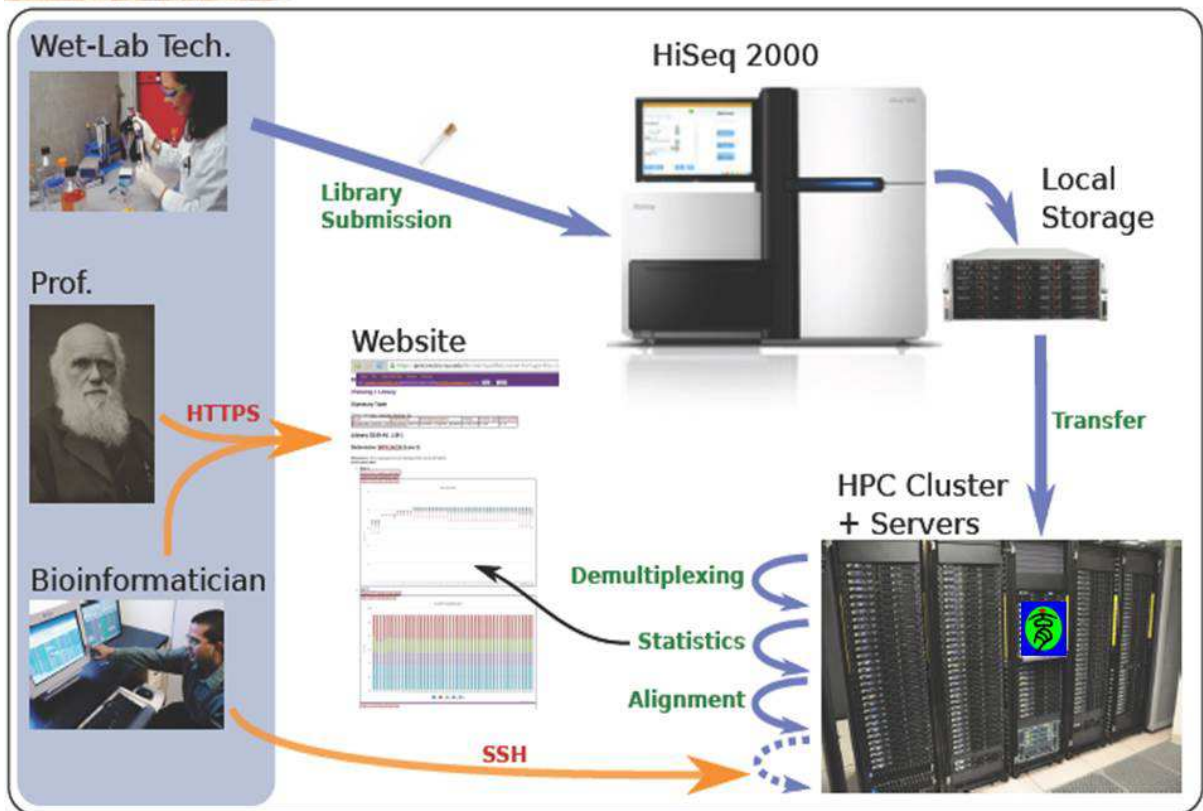 Wet-Lab Tech.
HiSeq 2000
Library
Submission
Local
Storage
Prof.
Website
HTTPS
Transfer
HPC Cluster
+ Servers
Bioinformatician
Demultiplexing
Statistics
Alignment
SSH